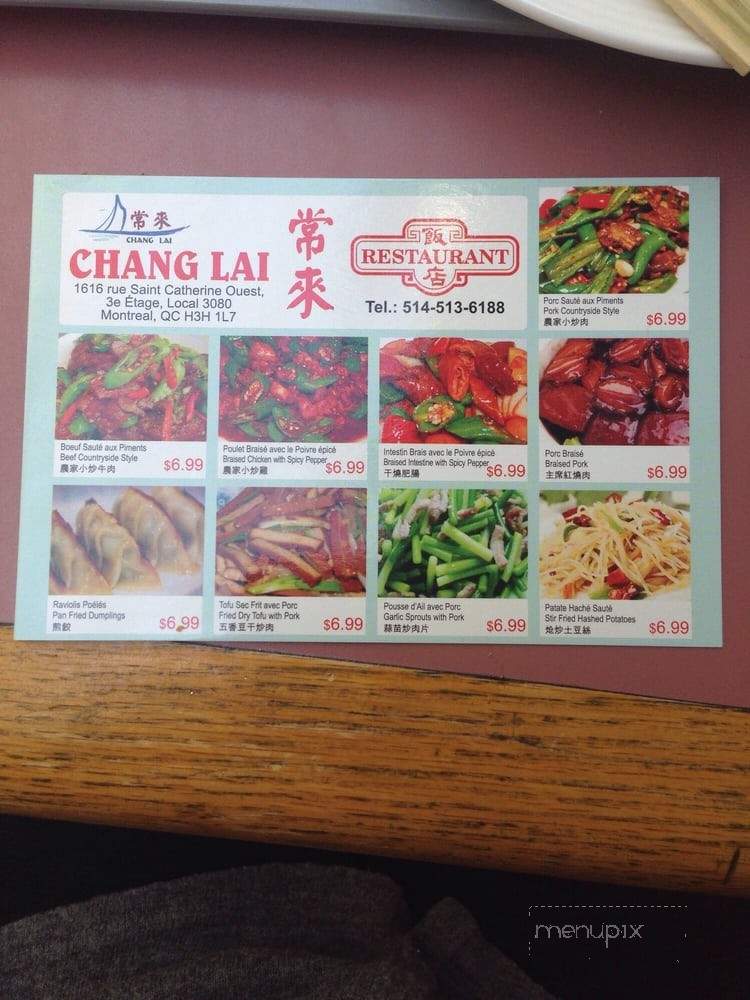 常來
CHANG LAI
CHANG LAI
1616 rue Saint Catherine Ouest,
3e Étage, Local 3080
Montreal, QC H3H 1L7
常來
飯
RESTAURANT
店
Tel.: 514-513-6188
Porc Sauté aux Piments
Pork Countryside Style
農家小炒肉
$6.99
Boeuf Sauté aux Piments
Beef Countryside Style
農家小炒牛肉
$6.99
Poulet Braisé avec le Poivre épicé
Braised Chicken with Spicy Pepper
農家小炒雞
$6.99
Intestin Brais avec le Poivre épicé
Braised Intestine with Spicy Pepper
干燒肥腸
$6.99
Porc Braisé
Braised Pork
主席紅燒肉
$6.99
Raviolis Poêlés
Pan Fried Dumplings
煎餃
$6.99
Tofu Sec Frit avec Porc
Fried Dry Tofu with Pork
五香豆干炒肉
$6.99
Pousse d'Ail avec Porc
Garlic Sprouts with Pork
蒜苗炒肉片
$6.99
Patate Haché Sauté
Stir Fried Hashed Potatoes
炝炒土豆絲
$6.99
menupix